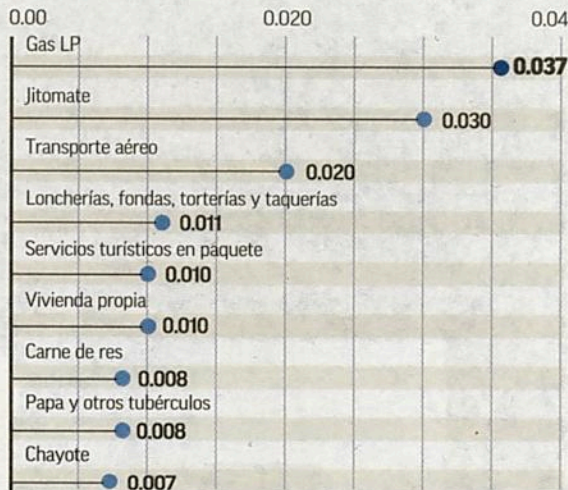 0.00 0.020 0.04
Gas LP
0.037
Jitomate
0.030
Transporte aéreo
0.020
Loncherías, fondas, torterías y taquerías
0.011
Servicios turísticos en paquete
0.010
Vivienda propia
0.010
Carne de res
0.008
Papa y otros tubérculos
0.008
Chayote
0.007